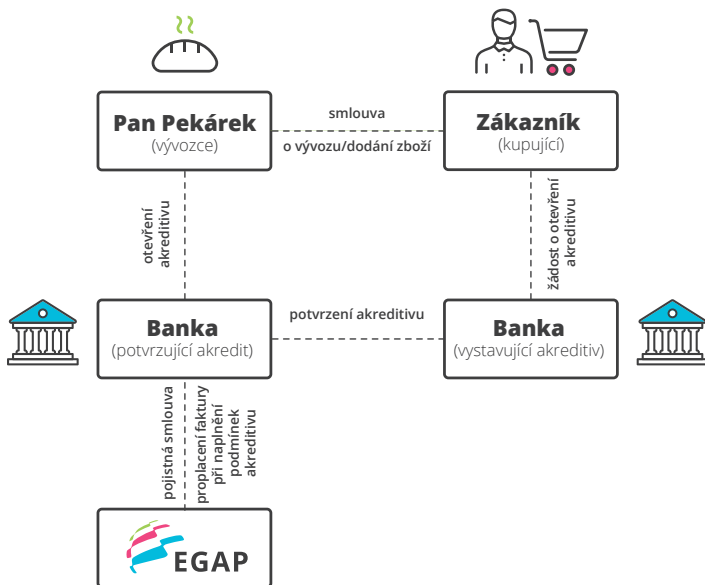 Pan Pekárek
(vývozce)
smlouva
o vývozu/dodání zboží
Zákazník
(kupující)
otevření
akreditivu
žádost o otevření
akreditivu
Banka
(potvrzující akredit)
potvrzení akreditivu
Banka
(vystavující akreditiv)
pojistná smlouva
proplacení faktury
při naplnění
podmínek
akreditivu
EGAP